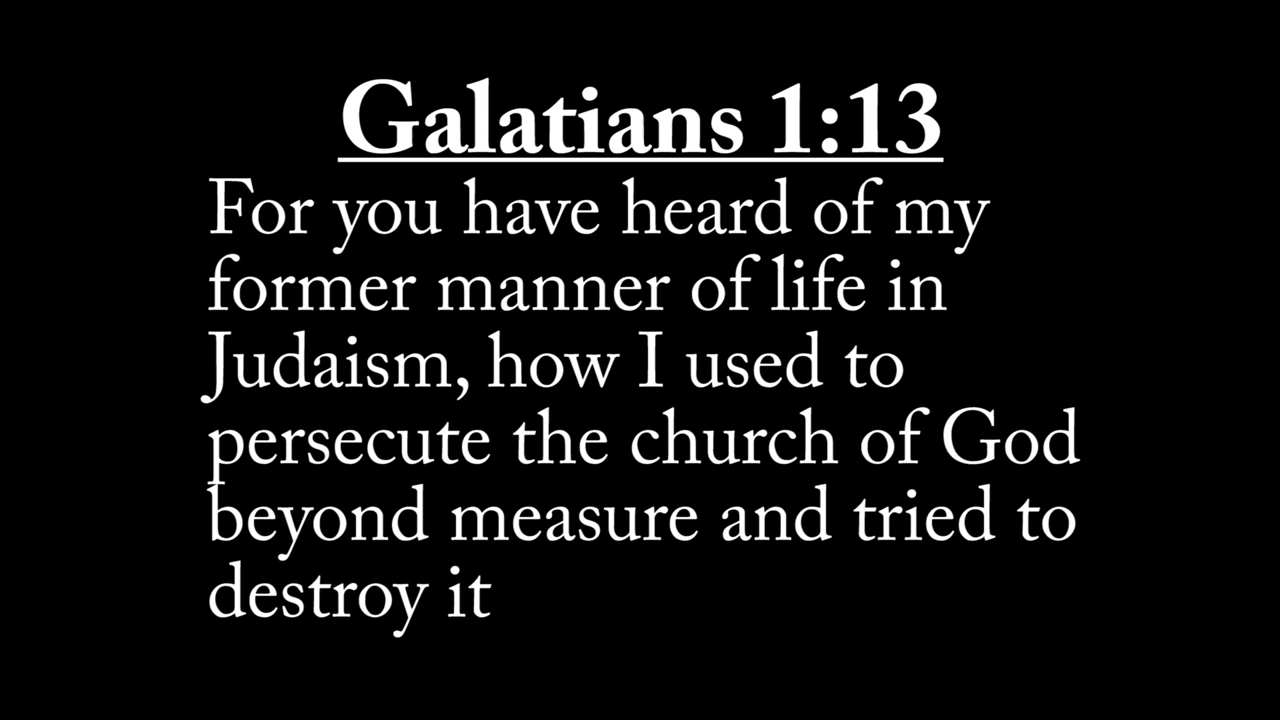 Galatians 1:13
For you have heard of my
former manner of life in
Judaism, how I used to
persecute the church of God
beyond measure and tried to
destroy it